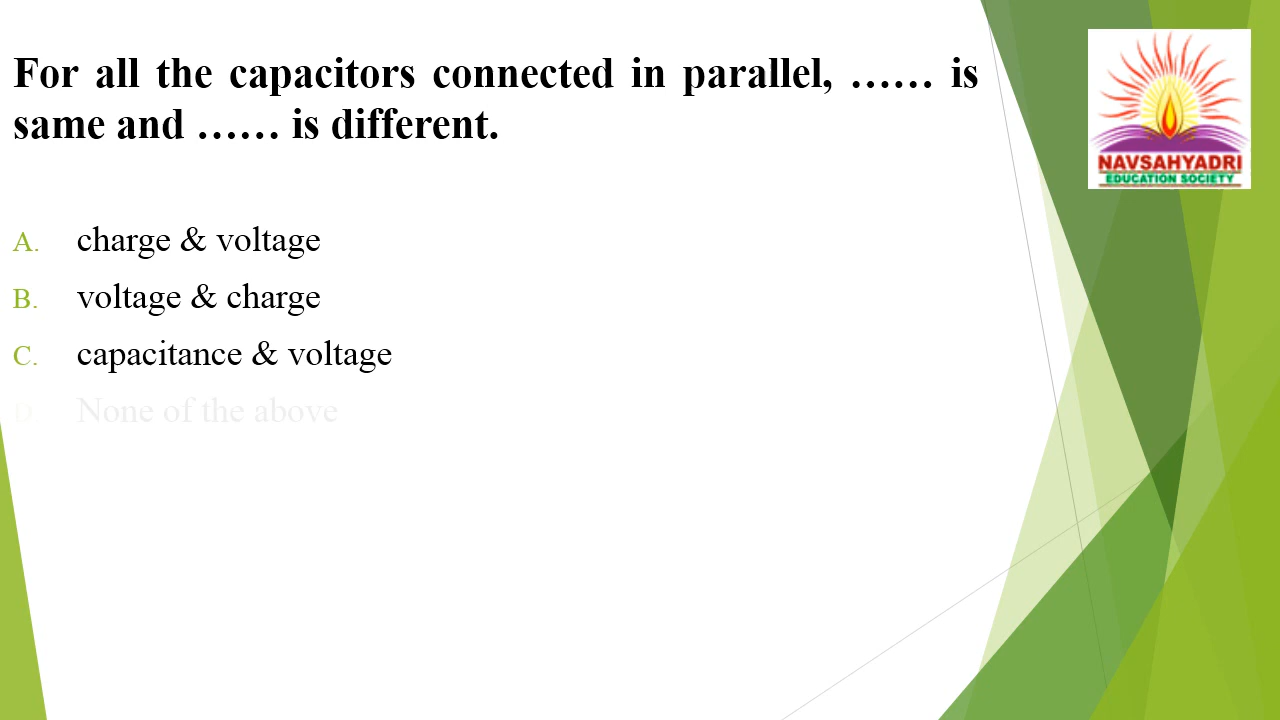 For all the capacitors connected in parallel, …… is
same and …… is different.
A. charge & voltage
B. voltage & charge
C. capacitance & voltage
D. None of the above
NAVSAHYADRI
EDUCATION SOCIETY